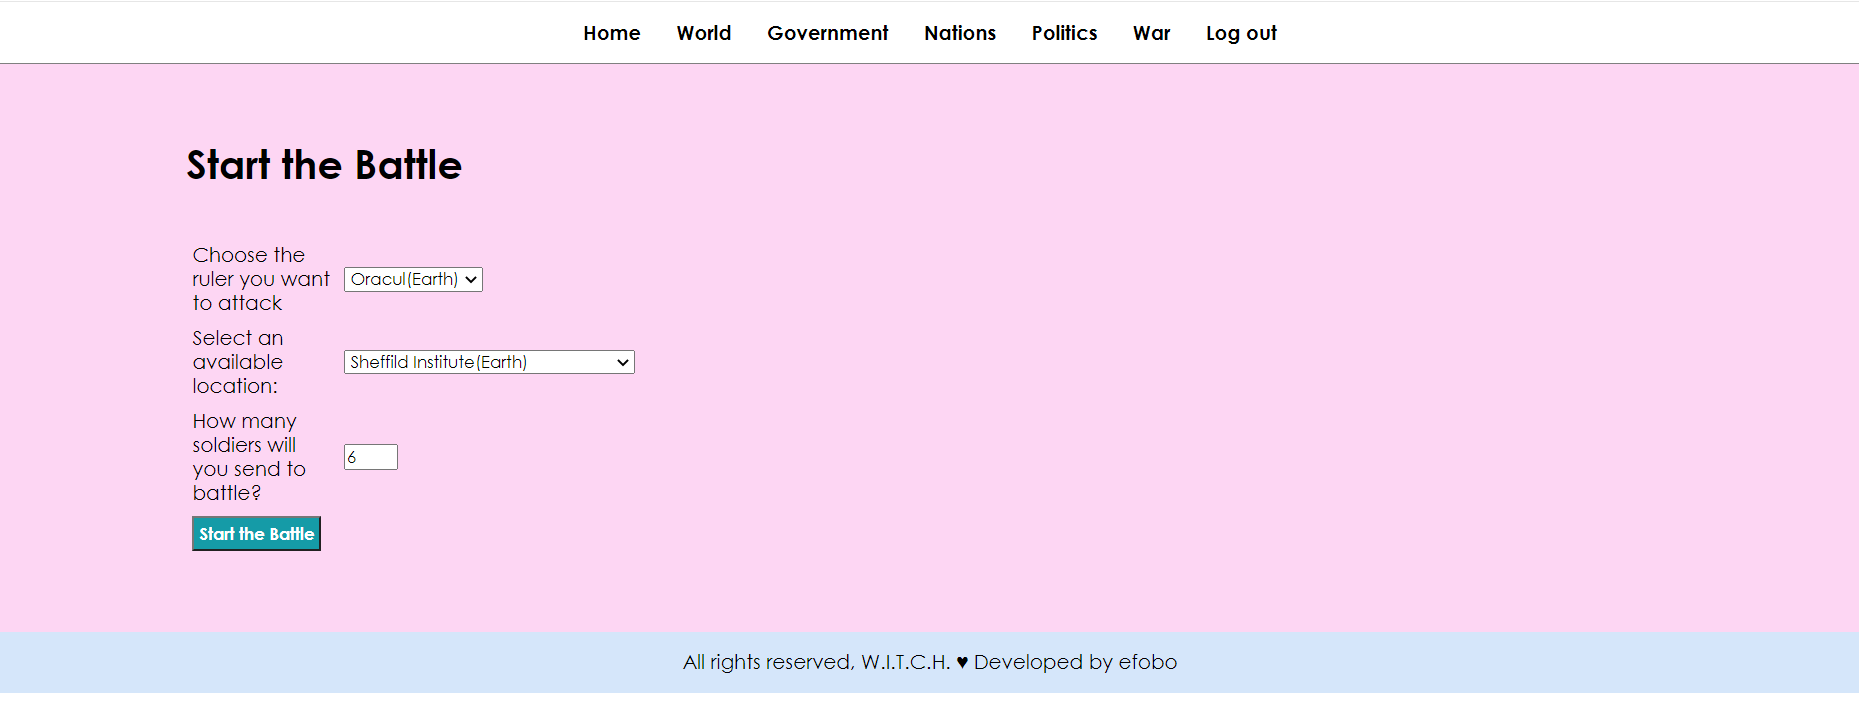 Home World Government Nations Politics War Log out
Start the Battle
Choose the
ruler you want
to attack
Oracul(Earth)
Select an
available
location:
Sheffild Institute(Earth)
How many
soldiers will
you send to
battle?
6
Start the Battle
All rights reserved, W.I.T.C.H. ♥ Developed by efobo